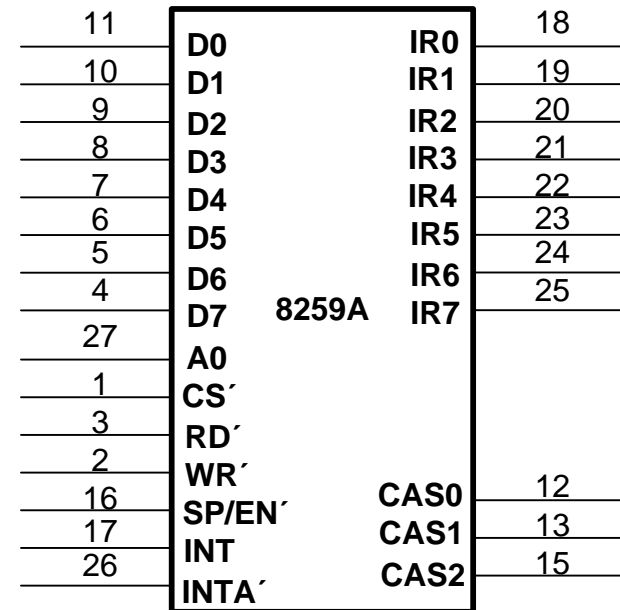 11 D0 IR0 18
10 D1 IR1 19
9 D2 IR2 20
8 D3 IR3 21
7 D4 IR4 22
6 D5 IR5 23
5 D6 IR6 24
4 D7 8259A IR7 25
27 A0
1 CS´
3 RD´
2 WR´
16 SP/EN´ CAS0 12
17 INT CAS1 13
26 INTA´ CAS2 15